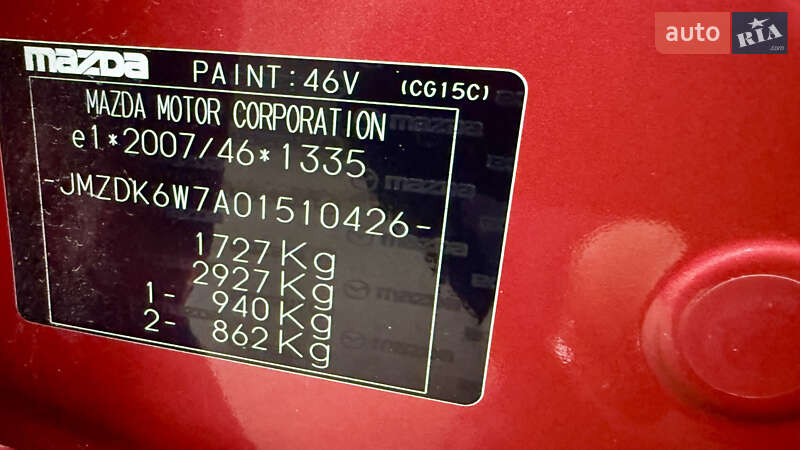 auto RIA
mazda PAINT:46V (CG15C)
MAZDA MOTOR CORPORATION
e1*2007/46*1335
-JMZDK6W7A01510426-
1727Kg
2927Kg
1- 940Kg
2- 862Kg